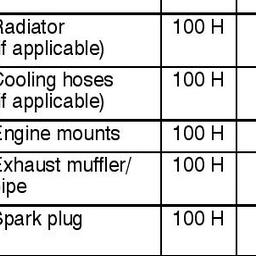 Radiator 100 H
if applicable)
Cooling hoses 100 H
if applicable)
Engine mounts 100 H
Exhaust muffler/ 100 H
pipe
Spark plug 100 H